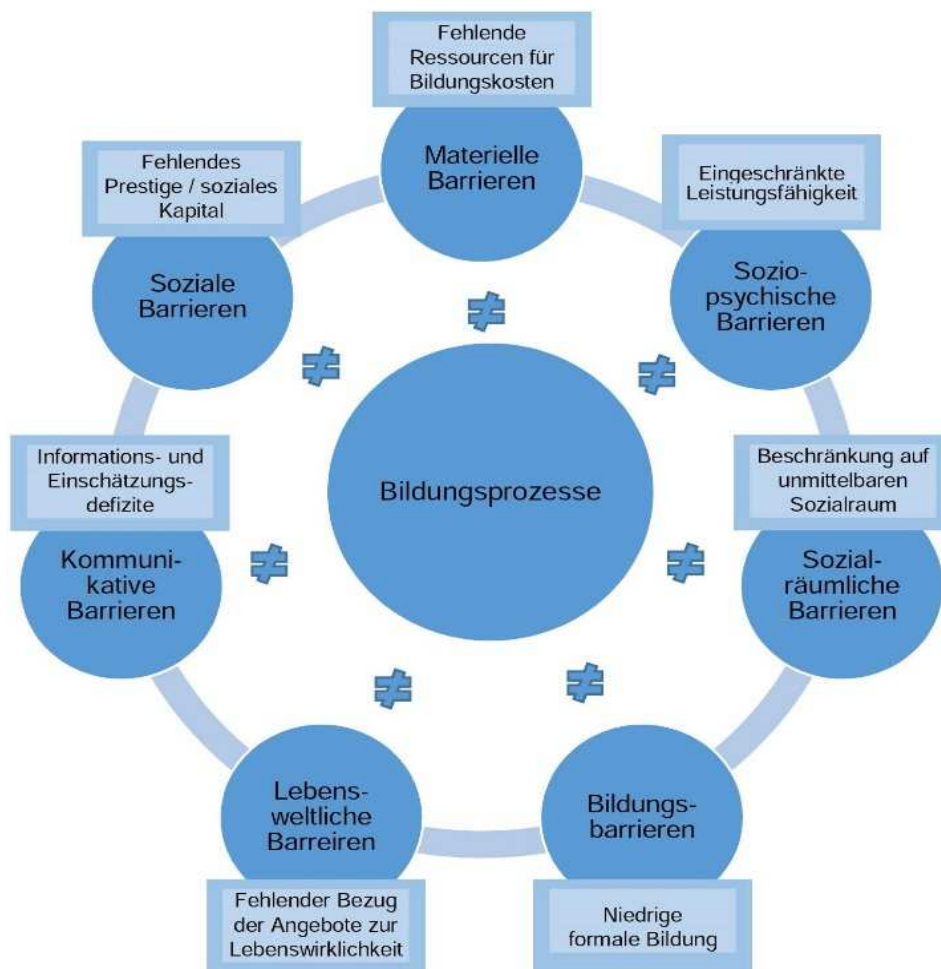 Fehlende
Ressourcen für
Bildungskosten
Materielle
Barrieren
Eingeschränkte
Leistungsfähigkeit
Sozio-
psychische
Barrieren
Beschränkung auf
unmittelbaren
Sozialraum
Sozial-
räumliche
Barrieren
Bildungs-
barrieren
Niedrige
formale Bildung
Lebens-
weltliche
Barreiren
Fehlender Bezug
der Angebote zur
Lebenswirklichkeit
Informations- und
Einschätzungs-
defizite
Kommuni-
kative
Barrieren
Fehlendes
Prestige / soziales
Kapital
Soziale
Barrieren
Bildungsprozesse
≠
≠
≠
≠
≠
≠
≠